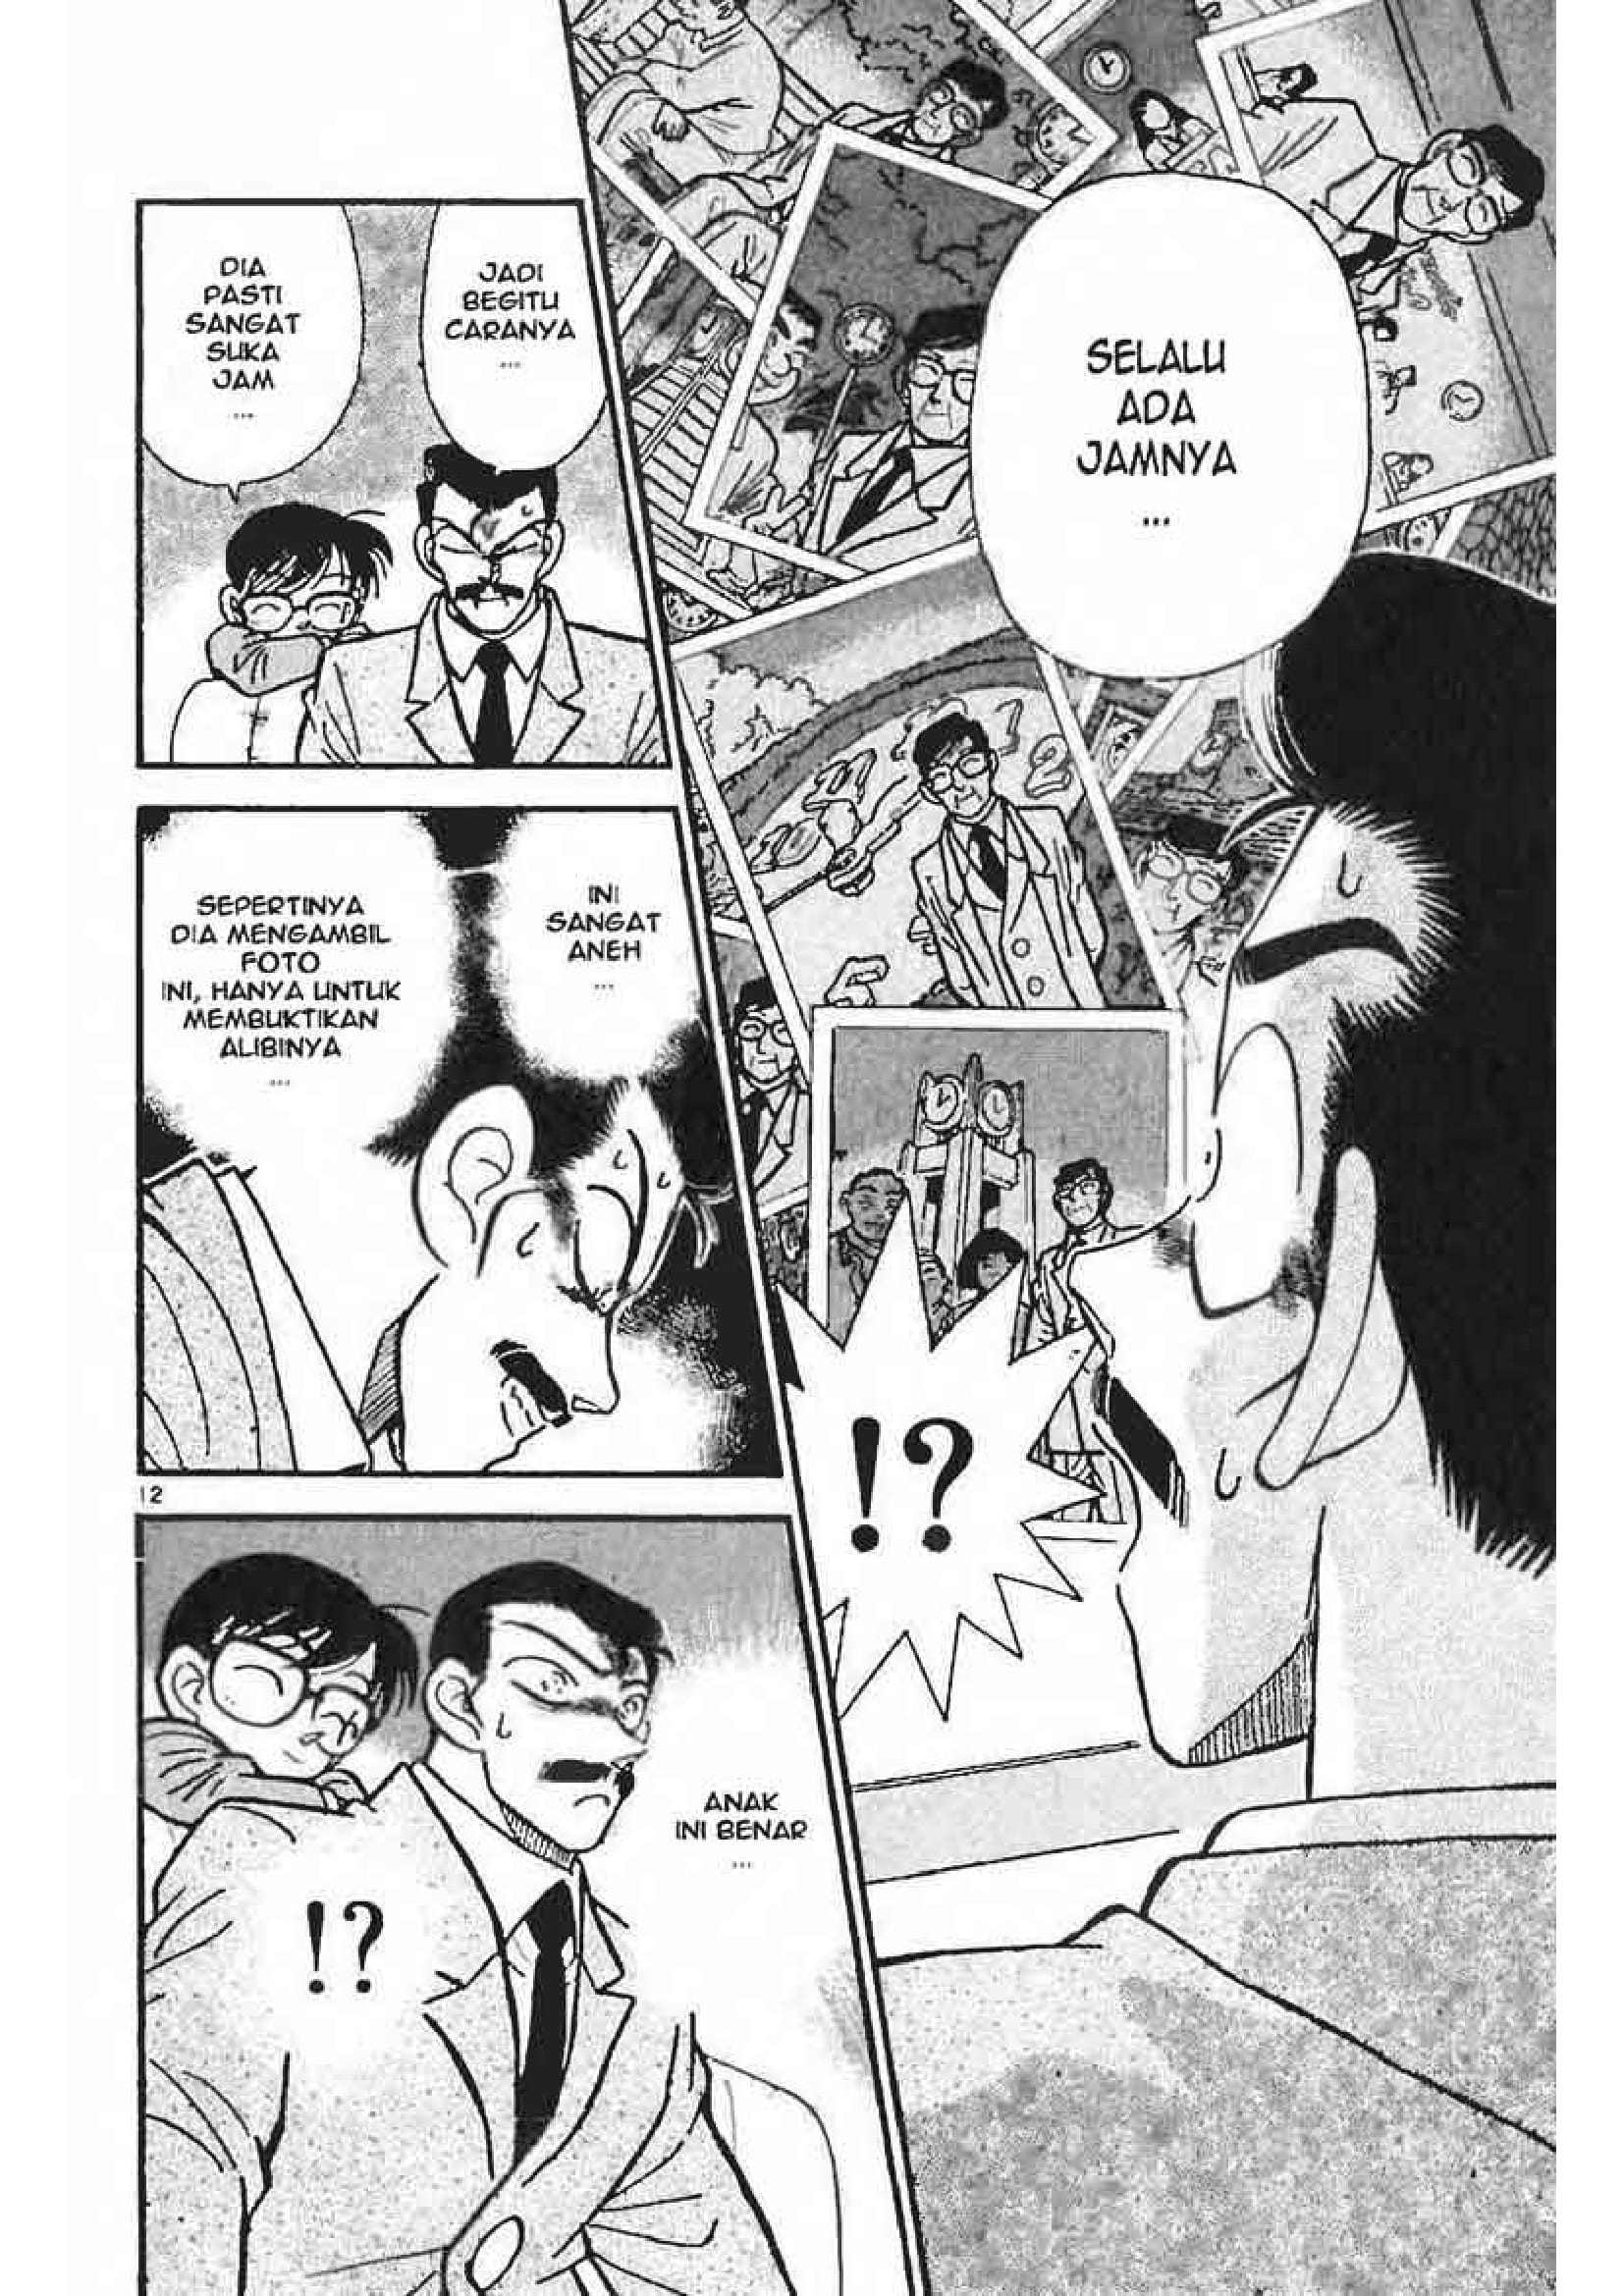 SELALU
ADA
JAMNYA
...
!?
JADI
BEGITU
CARANYA
...
DIA
PASTI
SANGAT
SUKA
JAM
...
INI
SANGAT
ANEH
...
SEPERTINYA
DIA MENGAMBIL
FOTO
INI, HANYA UNTUK
MEMBUKTIKAN
ALIBINYA
...
12
ANAK
INI BENAR
...
!?